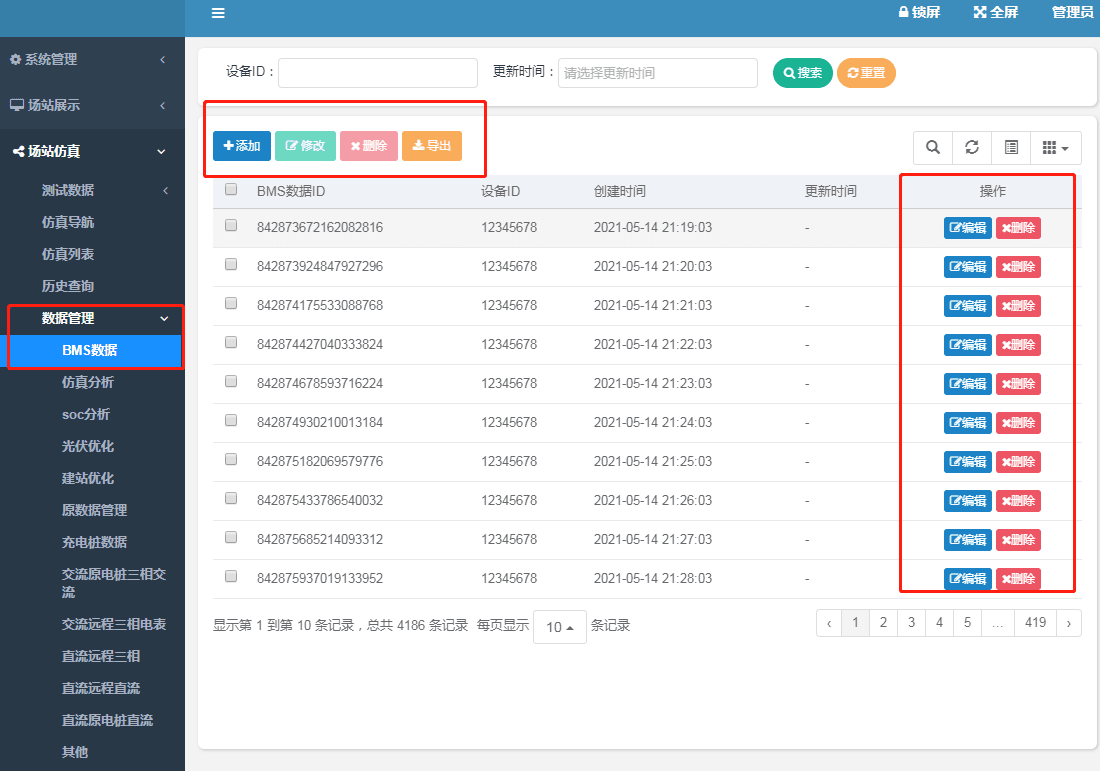 锁屏 全屏 管理员
系统管理
场站展示
场站仿真
测试数据
仿真导航
仿真列表
历史查询
数据管理
BMS数据
仿真分析
soc分析
光伏优化
建站优化
原数据管理
充电桩数据
交流原电桩三相交
流
交流远程三相电表
直流远程三相
直流远程直流
直流原电桩直流
其他
设备ID： 更新时间： 请选择更新时间 搜索 重置
添加 修改 删除 导出
BMS数据ID 设备ID 创建时间 更新时间 操作
842873672162082816 12345678 2021-05-14 21:19:03 - 编辑 删除
842873924847927296 12345678 2021-05-14 21:20:03 - 编辑 删除
842874175533088768 12345678 2021-05-14 21:21:03 - 编辑 删除
842874427040333824 12345678 2021-05-14 21:22:03 - 编辑 删除
842874678593716224 12345678 2021-05-14 21:23:03 - 编辑 删除
842874930210013184 12345678 2021-05-14 21:24:03 - 编辑 删除
842875182069579776 12345678 2021-05-14 21:25:03 - 编辑 删除
842875433786540032 12345678 2021-05-14 21:26:03 - 编辑 删除
842875685214093312 12345678 2021-05-14 21:27:03 - 编辑 删除
842875937019133952 12345678 2021-05-14 21:28:03 - 编辑 删除
显示第 1 到第 10 条记录，总共 4186 条记录 每页显示 10 条记录 ‹ 1 2 3 4 5 ... 419 ›